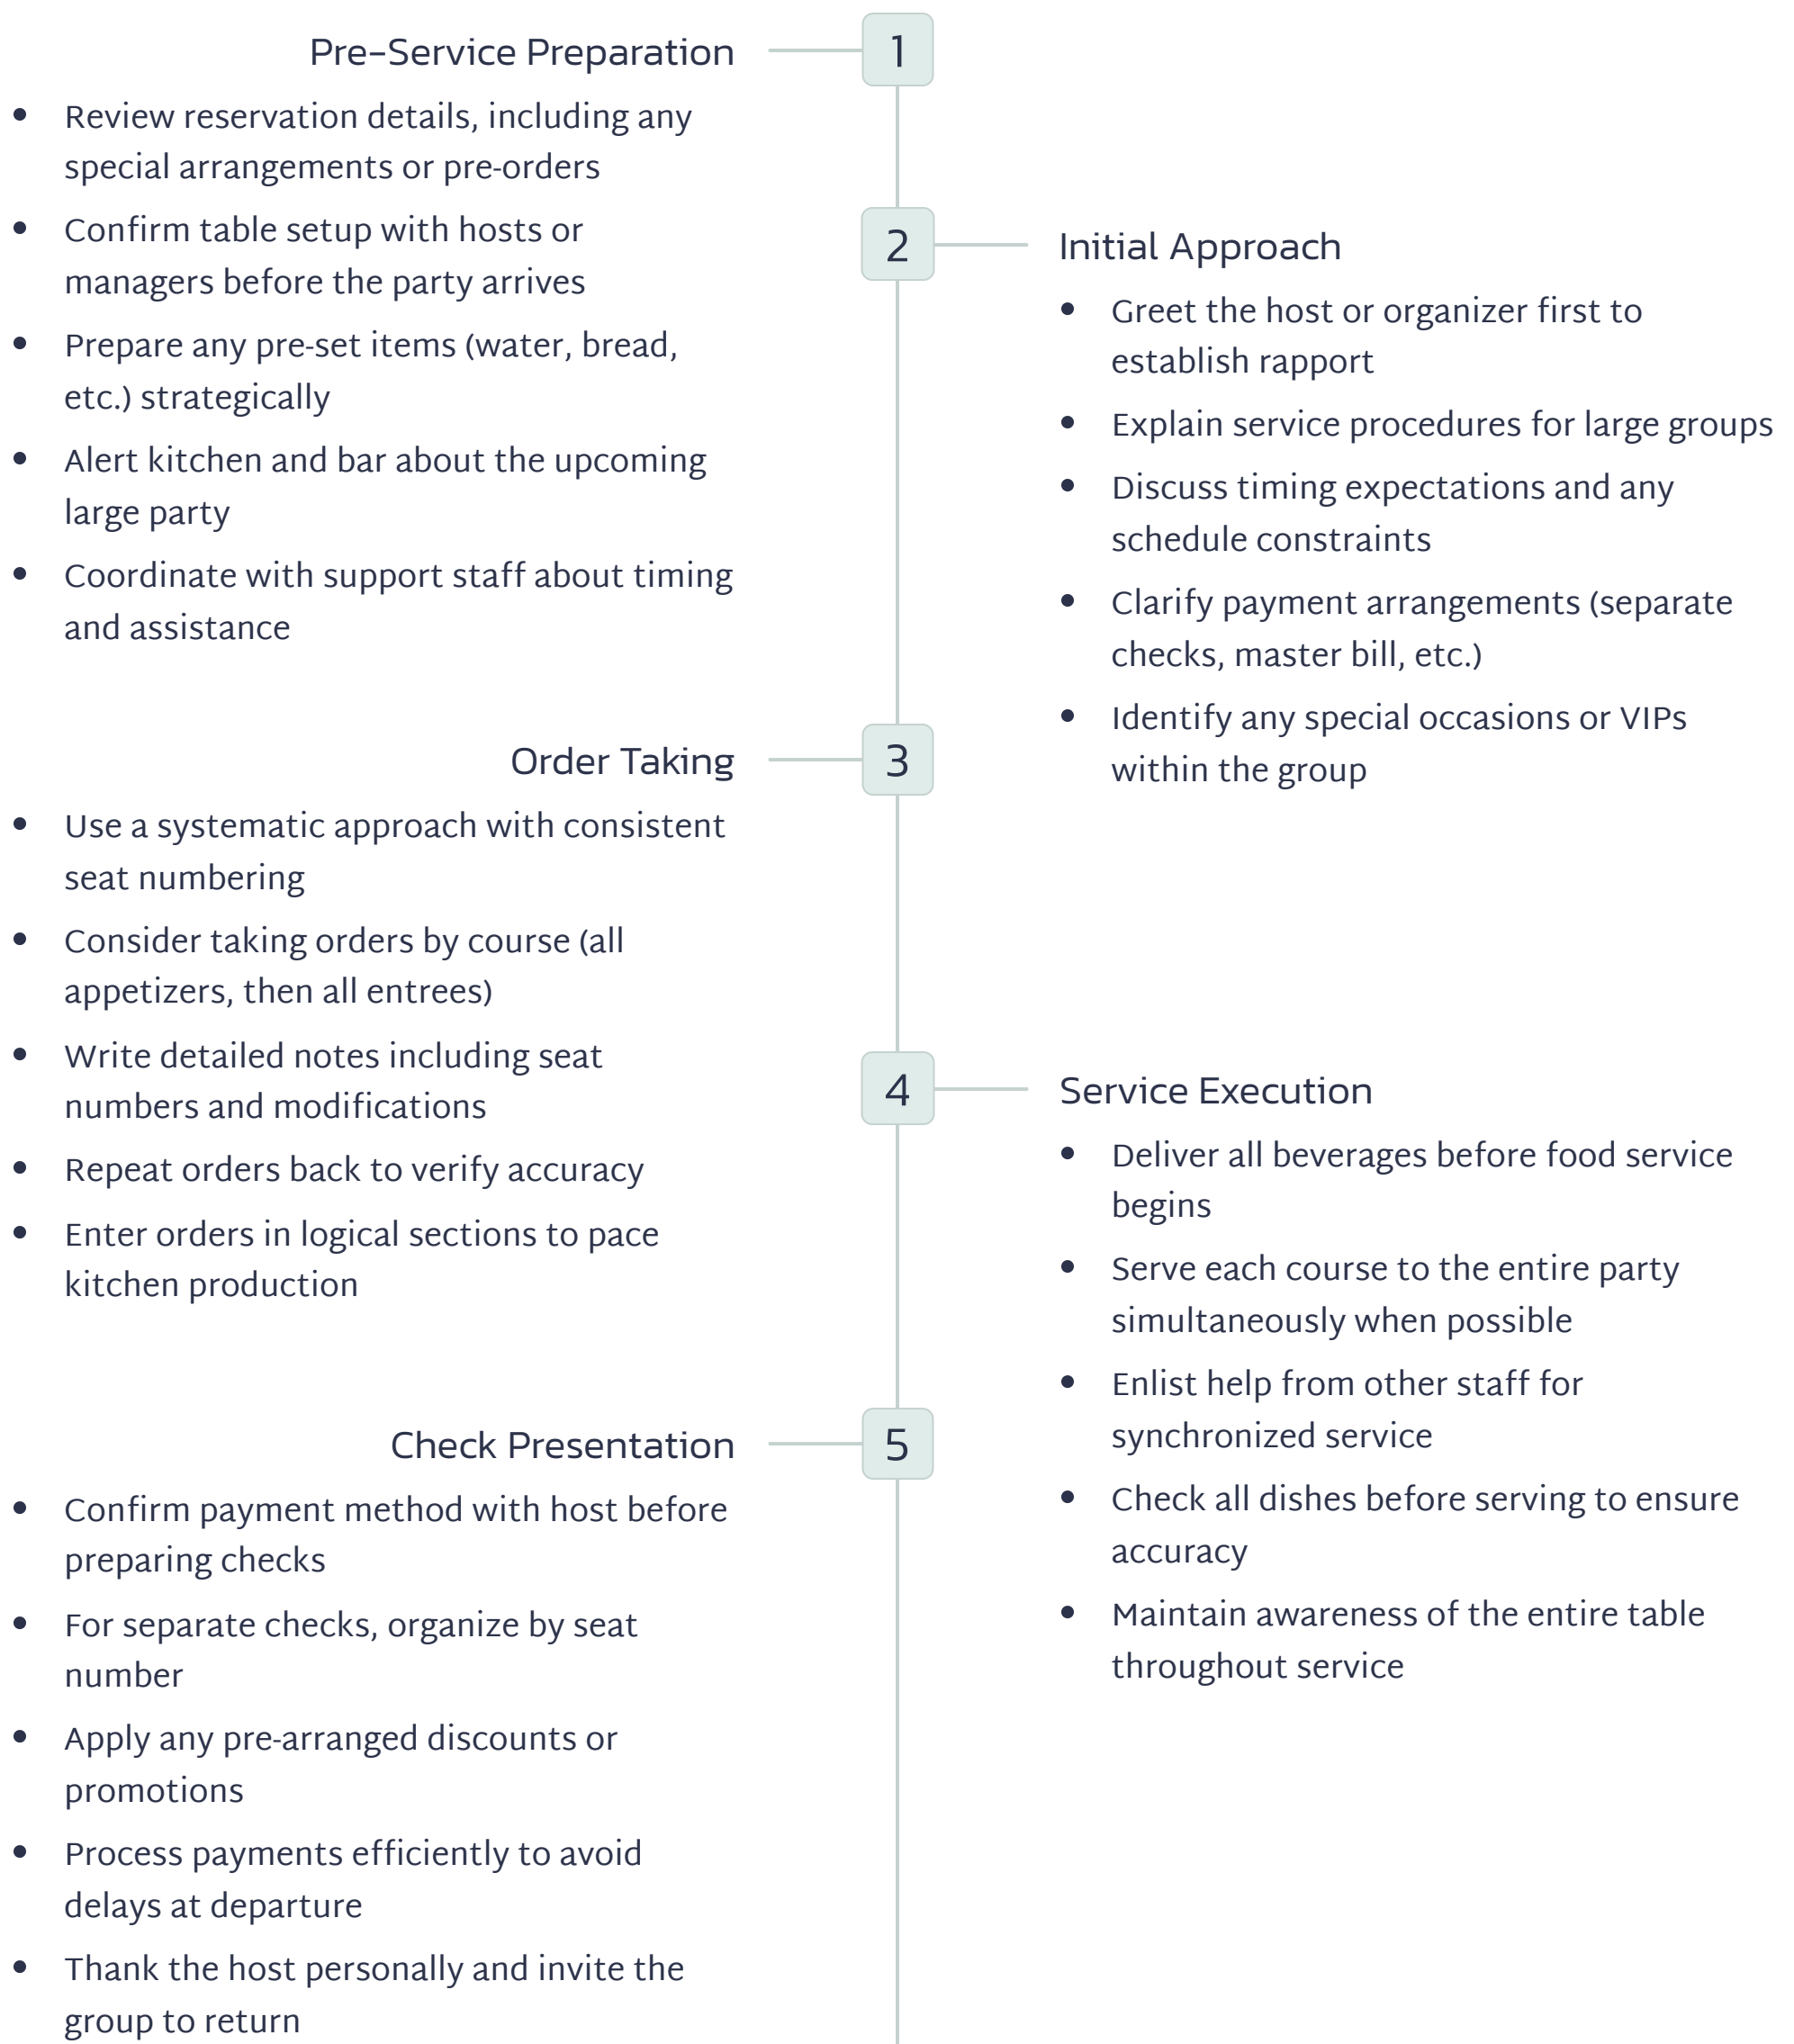 Pre-Service Preparation
1
• Review reservation details, including any
special arrangements or pre-orders
• Confirm table setup with hosts or
managers before the party arrives
• Prepare any pre-set items (water, bread,
etc.) strategically
• Alert kitchen and bar about the upcoming
large party
• Coordinate with support staff about timing
and assistance
2
Initial Approach
• Greet the host or organizer first to
establish rapport
• Explain service procedures for large groups
• Discuss timing expectations and any
schedule constraints
• Clarify payment arrangements (separate
checks, master bill, etc.)
• Identify any special occasions or VIPs
within the group
Order Taking
3
• Use a systematic approach with consistent
seat numbering
• Consider taking orders by course (all
appetizers, then all entrees)
• Write detailed notes including seat
numbers and modifications
• Repeat orders back to verify accuracy
• Enter orders in logical sections to pace
kitchen production
4
Service Execution
• Deliver all beverages before food service
begins
• Serve each course to the entire party
simultaneously when possible
• Enlist help from other staff for
synchronized service
• Check all dishes before serving to ensure
accuracy
• Maintain awareness of the entire table
throughout service
Check Presentation
5
• Confirm payment method with host before
preparing checks
• For separate checks, organize by seat
number
• Apply any pre-arranged discounts or
promotions
• Process payments efficiently to avoid
delays at departure
• Thank the host personally and invite the
group to return